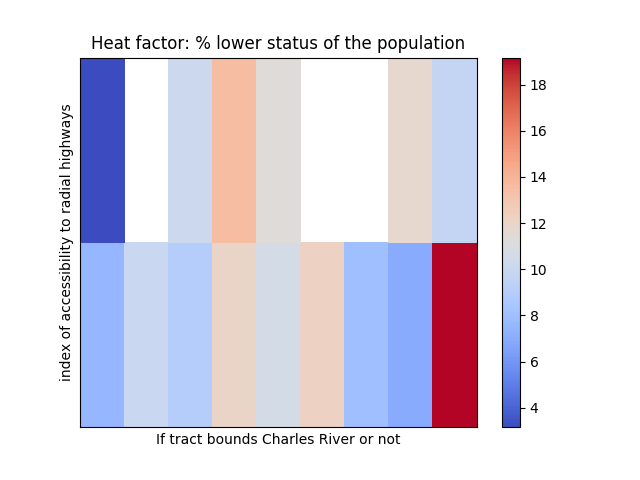 Heat factor: % lower status of the population
index of accessibility to radial highways
If tract bounds Charles River or not
18
16
14
12
10
8
6
4